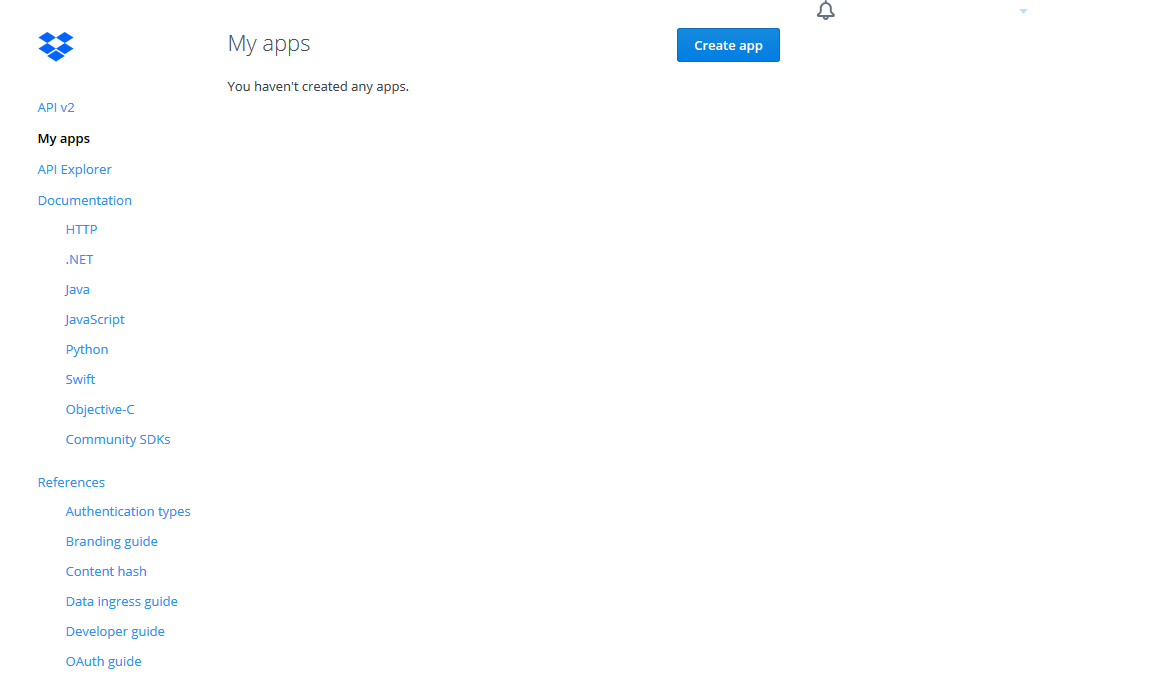 My apps
Create app
You haven't created any apps.
API v2
My apps
API Explorer
Documentation
HTTP
.NET
Java
JavaScript
Python
Swift
Objective-C
Community SDKs
References
Authentication types
Branding guide
Content hash
Data ingress guide
Developer guide
OAuth guide